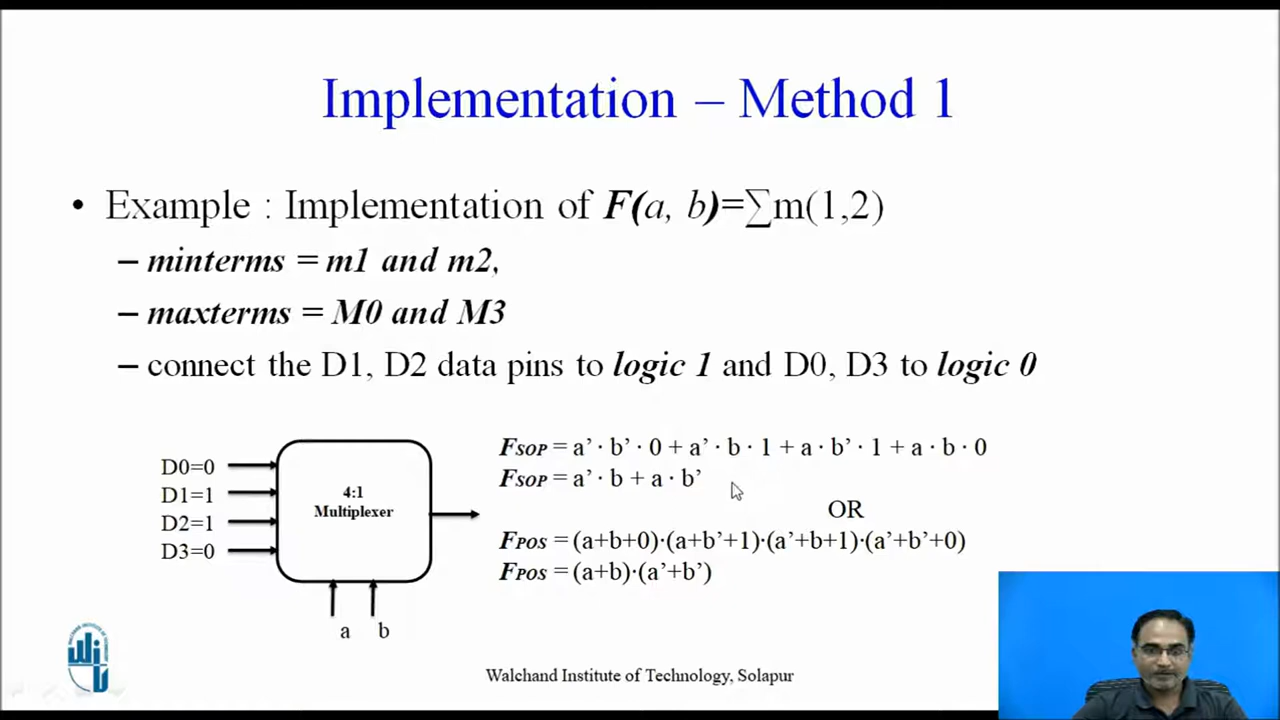 Implementation – Method 1
• Example : Implementation of F(a, b)=∑m(1,2)
– minterms = m1 and m2,
– maxterms = M0 and M3
– connect the D1, D2 data pins to logic 1 and D0, D3 to logic 0
D0=0
D1=1
D2=1
D3=0
4:1
Multiplexer
a b
FSOP = a’ · b’ · 0 + a’ · b · 1 + a · b’ · 1 + a · b · 0
FSOP = a’ · b + a · b’
OR
FPOS = (a+b+0)·(a+b’+1)·(a’+b+1)·(a’+b’+0)
FPOS = (a+b)·(a’+b’)
Walchand Institute of Technology, Solapur